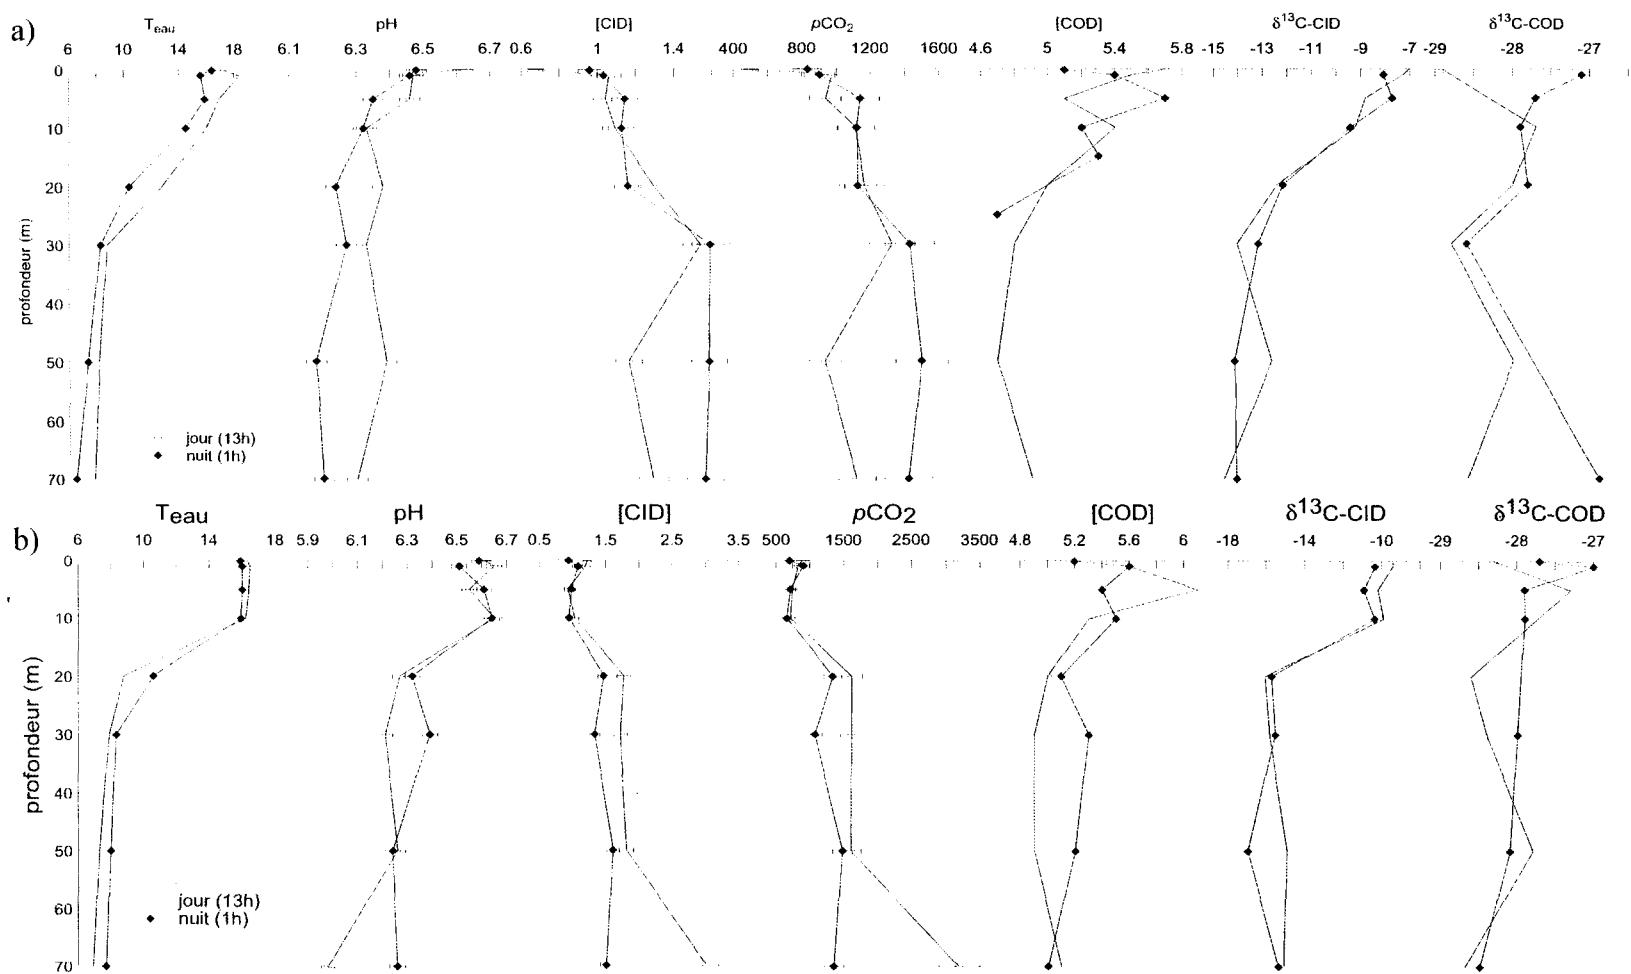 a)
T_eau pH [CID] pCO2 [COD] δ13C-CID δ13C-COD
6 10 14 18 6.1 6.3 6.5 6.7 0.6 1 1.4 400 800 1200 1600 4.6 5 5.4 5.8 -15 -13 -11 -9 -7 -29 -28 -27
0
10
20
30
40
50
60
70
profondeur (m)
jour (13h)
nuit (1h)
b)
Teau pH [CID] pCO2 [COD] δ13C-CID δ13C-COD
6 10 14 18 5.9 6.1 6.3 6.5 6.7 0.5 1.5 2.5 3.5 500 1500 2500 3500 4.8 5.2 5.6 6 -18 -14 -10 -29 -28 -27
0
10
20
30
40
50
60
70
profondeur (m)
jour (13h)
nuit (1h)